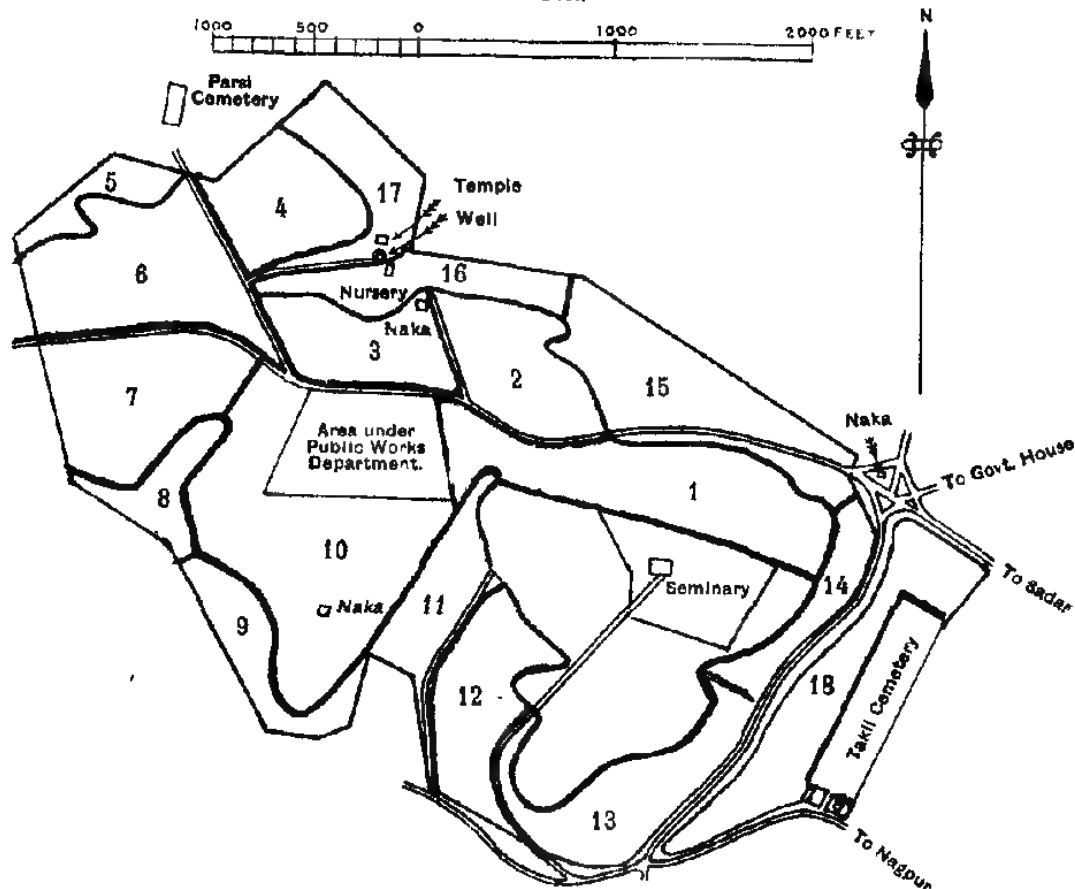 1000 500 0 1000 2000 FEET
N
Parsi
Cemetery
5
4
17
Temple
Well
6
16
Nursery
Naka
3
2
15
7
Area under
Public Works
Department.
Naka
To Govt. House
1
8
10
14
Seminary
To Sadar
9
Naka
11
12
18
Takli Cemetery
13
To Nagpur